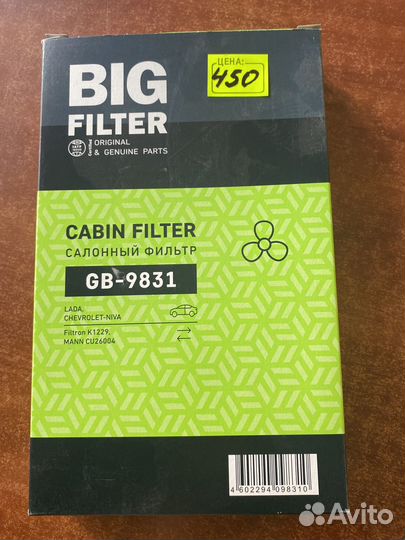 BIG
FILTER
ЦЕНА:
450
Certified
ORIGINAL
& GENUINE PARTS
CABIN FILTER
САЛОННЫЙ ФИЛЬТР
GB-9831
LADA,
CHEVROLET-NIVA
Filtron K1229,
MANN CU26004
4 602294 098310
Avito